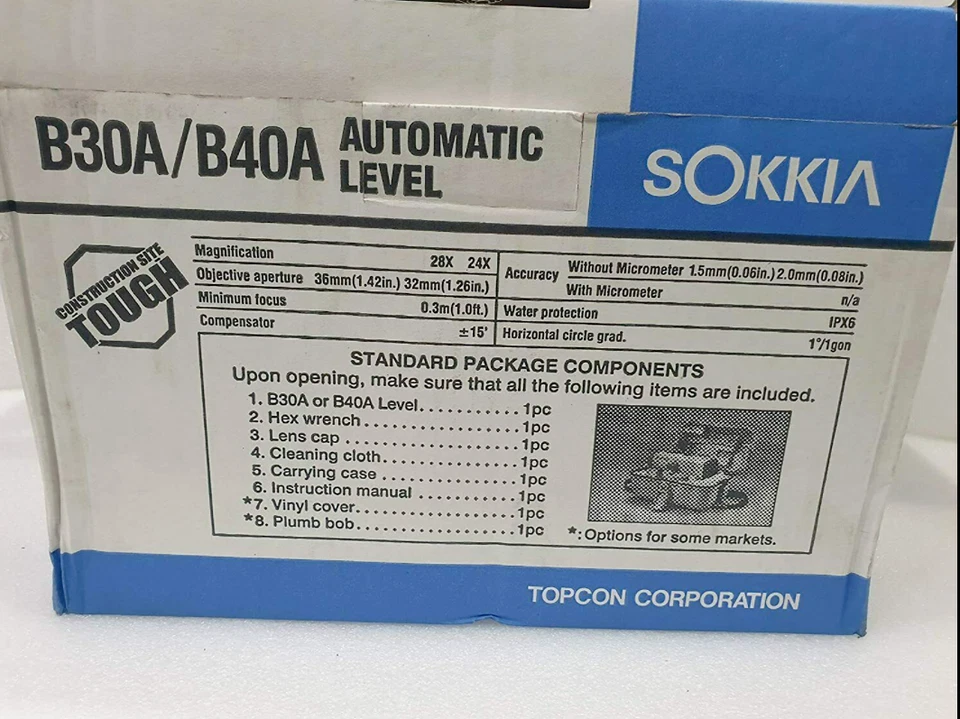 B30A/B40A AUTOMATIC LEVEL
SOKKIA
CONSTRUCTION SITE
TOUGH
Magnification 28X 24X
Objective aperture 36mm(1.42in.) 32mm(1.26in.)
Minimum focus 0.3m(1.0ft.)
Compensator ±15'
Accuracy Without Micrometer 1.5mm(0.06in.) 2.0mm(0.08in.)
With Micrometer n/a
Water protection IPX6
Horizontal circle grad. 1°/1gon
STANDARD PACKAGE COMPONENTS
Upon opening, make sure that all the following items are included.
1. B30A or B40A Level...........1pc
2. Hex wrench...................1pc
3. Lens cap .....................1pc
4. Cleaning cloth................1pc
5. Carrying case ................1pc
6. Instruction manual ...........1pc
*7. Vinyl cover...................1pc
*8. Plumb bob...................1pc
*: Options for some markets.
TOPCON CORPORATION